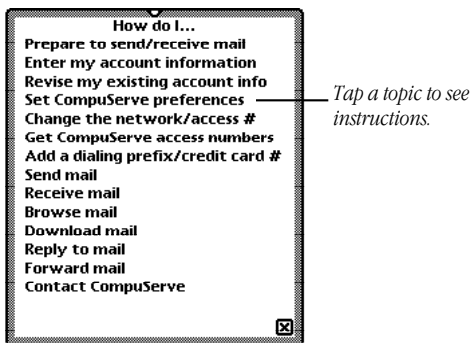 How do I...
Prepare to send/receive mail
Enter my account information
Revise my existing account info
Set CompuServe preferences
Change the network/access #
Get CompuServe access numbers
Add a dialing prefix/credit card #
Send mail
Receive mail
Browse mail
Download mail
Reply to mail
Forward mail
Contact CompuServe
Tap a topic to see
instructions.